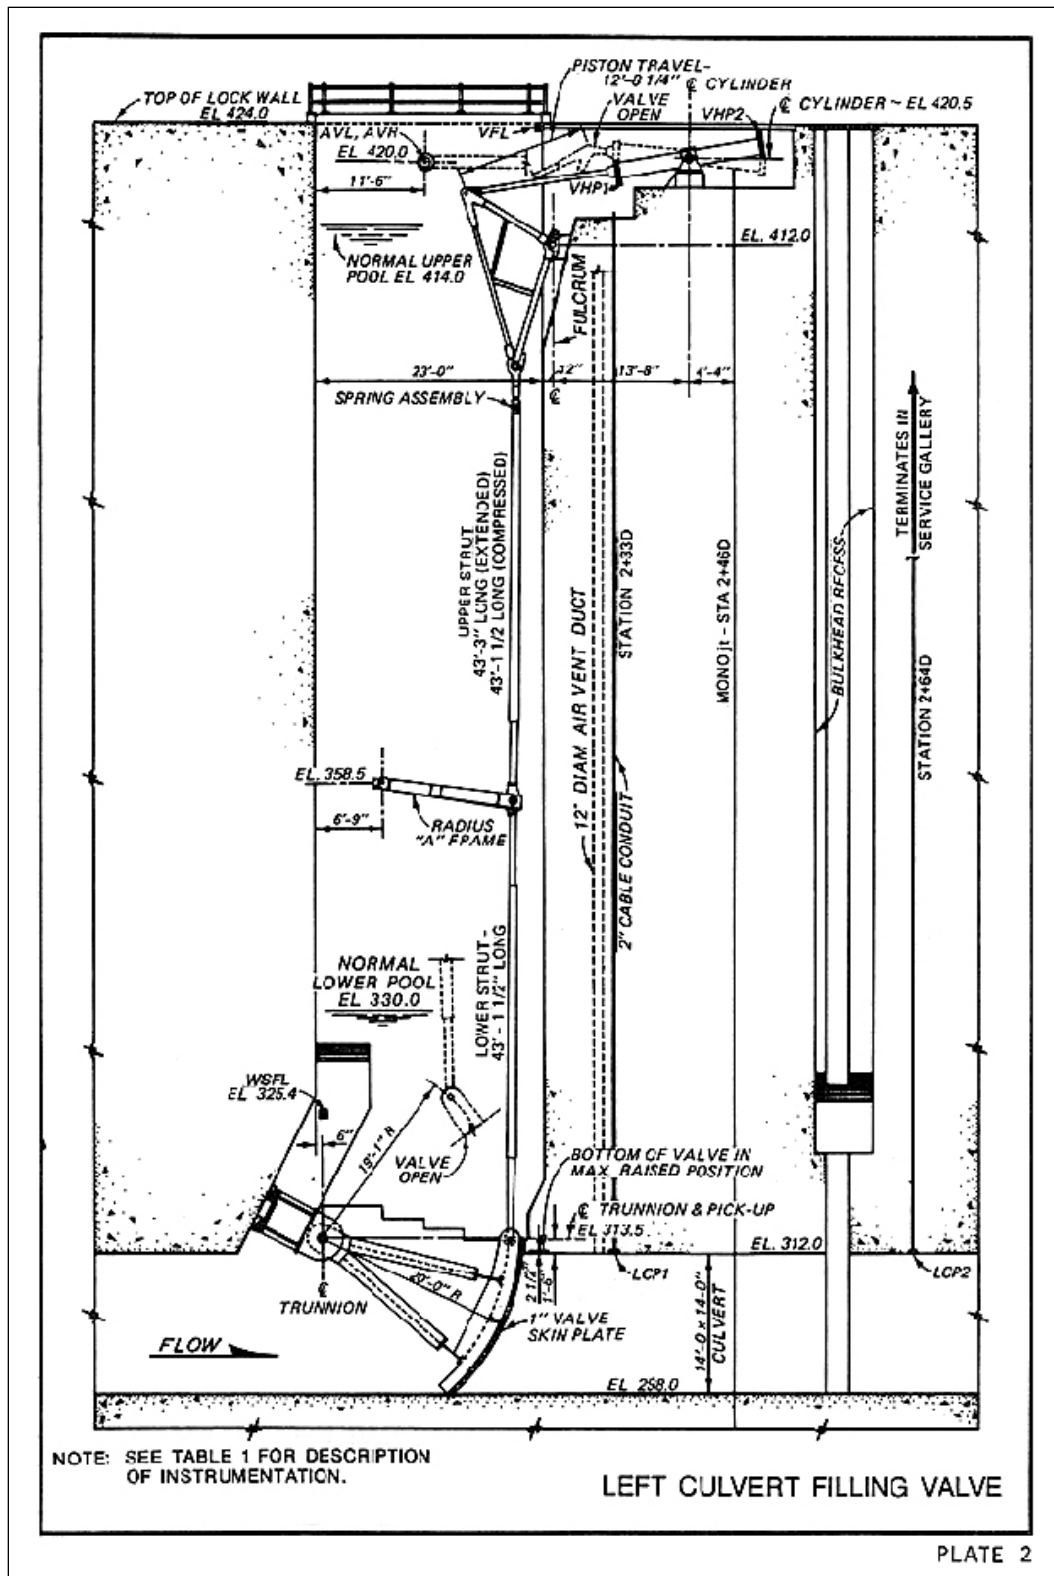 PISTON TRAVEL-
12'-0 1/4"
℄ CYLINDER
TOP OF LOCK WALL
EL 424.0
VALVE
OPEN
VHP2
℄ CYLINDER ~ EL 420.5
AVL, AVR
VFL
EL 420.0
11'-6"
VHP1
NORMAL UPPER
POOL EL 414.0
EL. 412.0
FULCRUM
23'-0"
12"
13'-8"
4'-4"
SPRING ASSEMBLY
℄
UPPER STRUT
43'-3" LONG (EXTENDED)
43'-1 1/2 LONG (COMPRESSED)
12" DIAM AIR VENT DUCT
STATION 2+33D
2" CABLE CONDUIT
MONO jt - STA 2+46D
BULKHEAD RECESS
TERMINATES IN
SERVICE GALLERY
STATION 2+64D
EL. 358.5
6'-9"
RADIUS
"A" FRAME
LOWER STRUT -
43'- 1 1/2" LONG
NORMAL
LOWER POOL
EL 330.0
WSFL
EL 325.4
6"
19'-1" R
VALVE
OPEN
BOTTOM OF VALVE IN
MAX. RAISED POSITION
℄ TRUNNION & PICK-UP
EL 313.5
EL. 312.0
LCP1
LCP2
℄
TRUNNION
20'-0" R
2 1/2"
1'-6"
1" VALVE
SKIN PLATE
14'-0 x 14'-0"
CULVERT
FLOW
EL 298.0
NOTE: SEE TABLE 1 FOR DESCRIPTION
OF INSTRUMENTATION.
LEFT CULVERT FILLING VALVE
PLATE 2